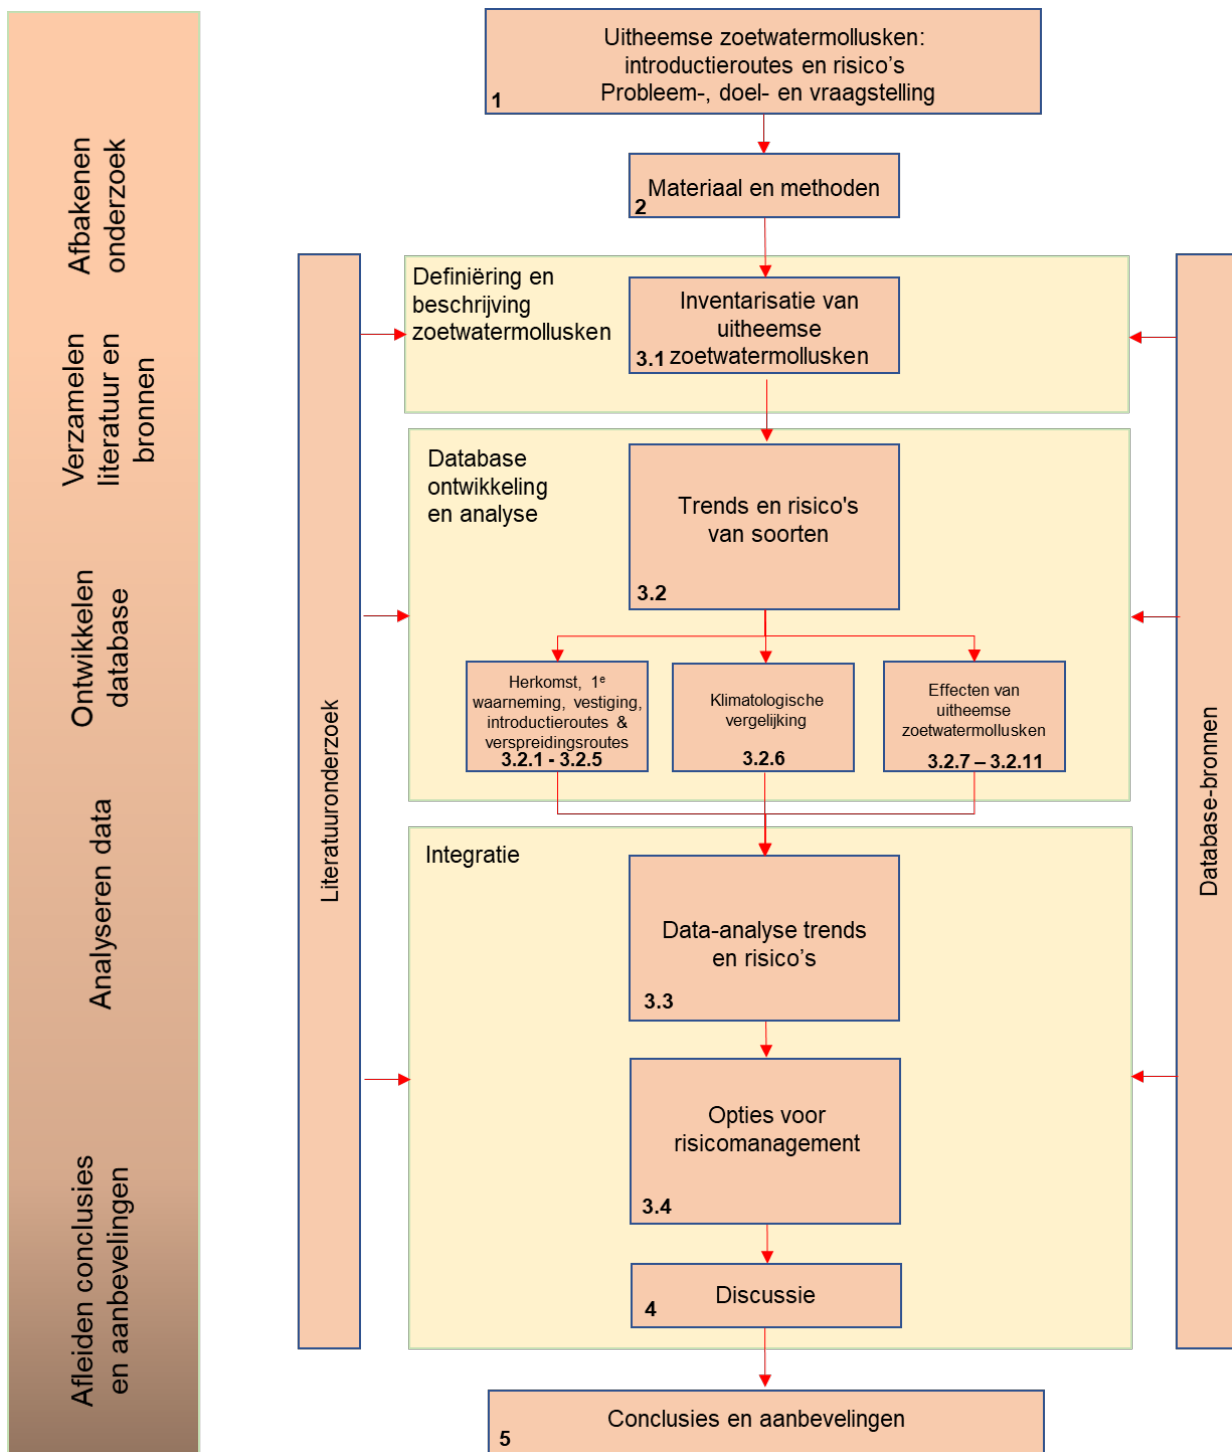 Uitheemse zoetwatermollusken:
introductieroutes en risico’s
Probleem-, doel- en vraagstelling
1
Materiaal en methoden
2
Afbakenen
onderzoek
Verzamelen
literatuur en
bronnen
Ontwikkelen
database
Analyseren data
Afleiden conclusies
en aanbevelingen
Literatuuronderzoek
Database-bronnen
Definiëring en
beschrijving
zoetwatermollusken
Inventarisatie van
uitheemse
zoetwatermollusken
3.1
Database
ontwikkeling
en analyse
Trends en risico's
van soorten
3.2
Herkomst, 1e
waarneming, vestiging,
introductieroutes &
verspreidingsroutes
3.2.1 - 3.2.5
Klimatologische
vergelijking
3.2.6
Effecten van
uitheemse
zoetwatermollusken
3.2.7 – 3.2.11
Integratie
Data-analyse trends
en risico’s
3.3
Opties voor
risicomanagement
3.4
Discussie
4
Conclusies en aanbevelingen
5